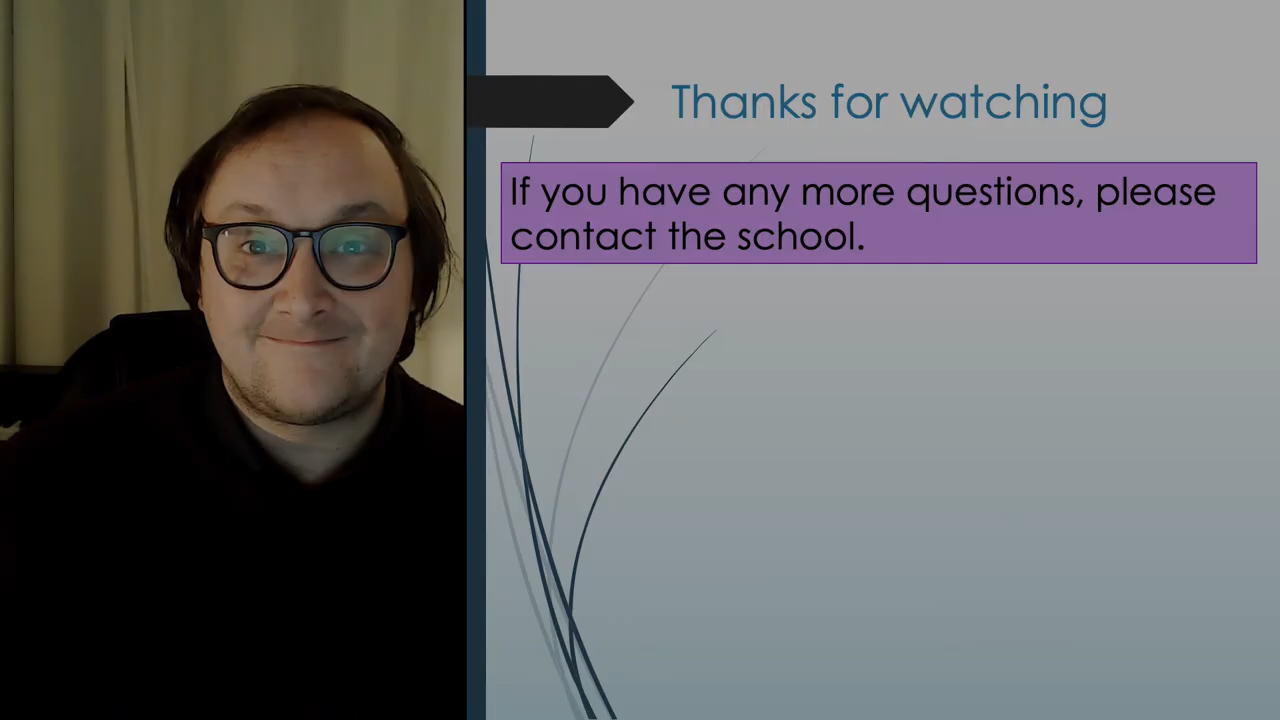 Thanks for watching
If you have any more questions, please
contact the school.